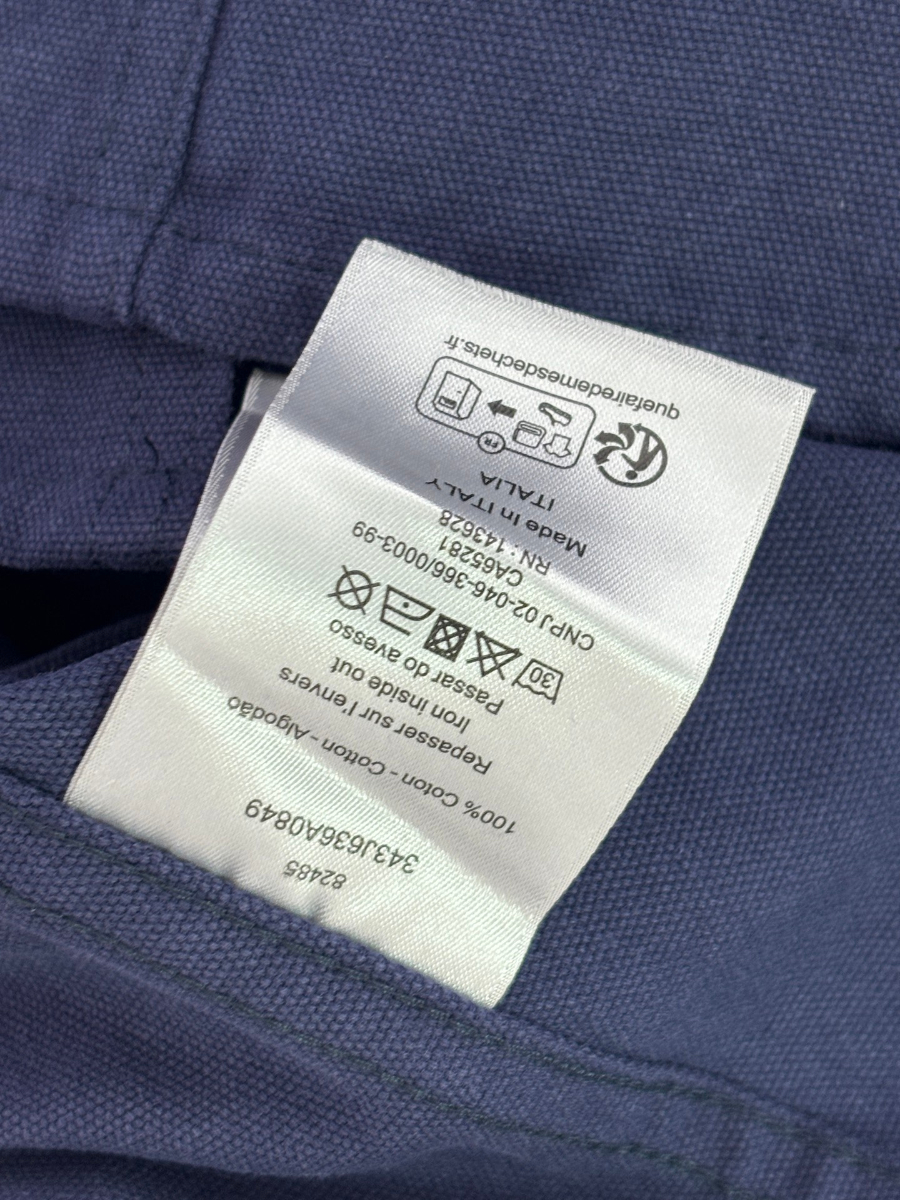 82485
343J636A0849
100% Coton - Cotton - Algodão
Repasser sur l'envers
Iron inside out
Passar do avesso
30
CNPJ 02-046-366/0003-99
CA65281
RN : 143628
Made In ITALY
ITALIA
FR
quefairedemesdechets.fr